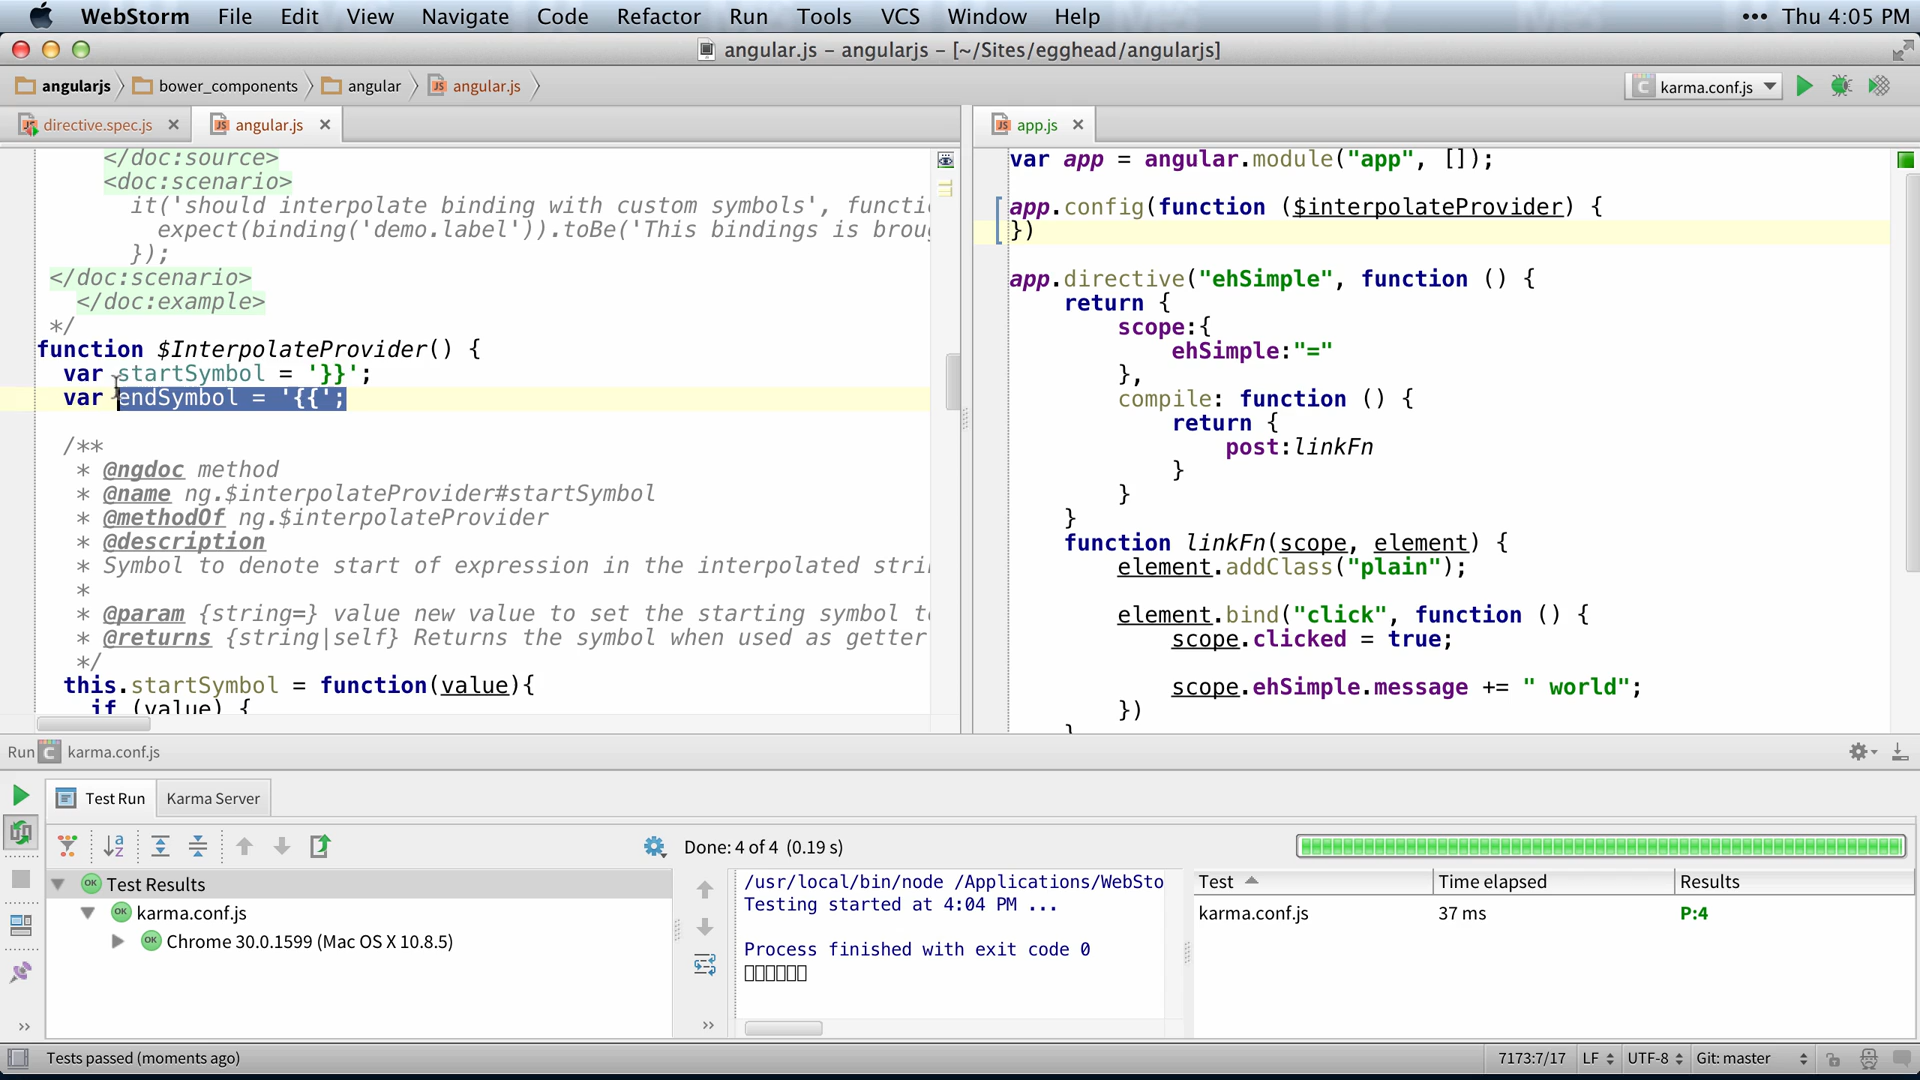 WebStorm File Edit View Navigate Code Refactor Run Tools VCS Window Help ••• Thu 4:05 PM
angular.js – angularjs – [~/Sites/egghead/angularjs]
angularjs bower_components angular angular.js karma.conf.js
directive.spec.js angular.js
</doc:source>
<doc:scenario>
it('should interpolate binding with custom symbols', functi
expect(binding('demo.label')).toBe('This bindings is brou
});
</doc:scenario>
</doc:example>
*/
function $InterpolateProvider() {
var startSymbol = '}}';
var endSymbol = '{{';
/**
* @ngdoc method
* @name ng.$interpolateProvider#startSymbol
* @methodOf ng.$interpolateProvider
* @description
* Symbol to denote start of expression in the interpolated stri
*
* @param {string=} value new value to set the starting symbol t
* @returns {string|self} Returns the symbol when used as getter
*/
this.startSymbol = function(value){
if (value) {
app.js
var app = angular.module("app", []);
app.config(function ($interpolateProvider) {
})
app.directive("ehSimple", function () {
return {
scope:{
ehSimple:"="
},
compile: function () {
return {
post:linkFn
}
}
}
function linkFn(scope, element) {
element.addClass("plain");
element.bind("click", function () {
scope.clicked = true;
scope.ehSimple.message += " world";
})
}
Run karma.conf.js
Test Run Karma Server
Done: 4 of 4 (0.19 s)
OK Test Results
OK karma.conf.js
OK Chrome 30.0.1599 (Mac OS X 10.8.5)
/usr/local/bin/node /Applications/WebSto
Testing started at 4:04 PM ...
Process finished with exit code 0
Test Time elapsed Results
karma.conf.js 37 ms P:4
Tests passed (moments ago) 7173:7/17 LF UTF-8 Git: master